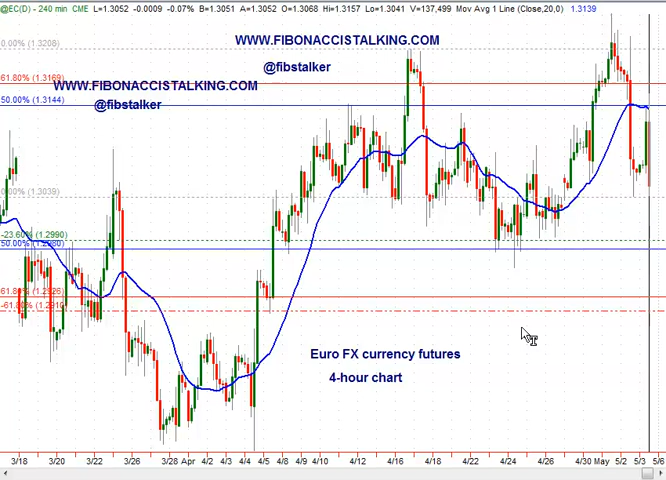 @EC(D) - 240 min CME L=1.3052 -0.0009 -0.07% B=1.3051 A=1.3052 O=1.3068 Hi=1.3157 Lo=1.3041 V=137,499 Mov Avg 1 Line (Close,20,0) 1.3139
WWW.FIBONACCISTALKING.COM
@fibstalker
0.00% (1.3208)
61.80% (1.3169)
WWW.FIBONACCISTALKING.COM
@fibstalker
50.00% (1.3144)
0.00% (1.3039)
-23.60% (1.2990)
50.00% (1.2980)
61.80% (1.2926)
-61.80% (1.2910)
Euro FX currency futures
4-hour chart
3/18 3/20 3/22 3/26 3/28 Apr 4/2 4/3 4/4 4/5 4/8 4/9 4/10 4/12 4/16 4/18 4/22 4/24 4/26 4/30 May 5/2 5/3 5/6